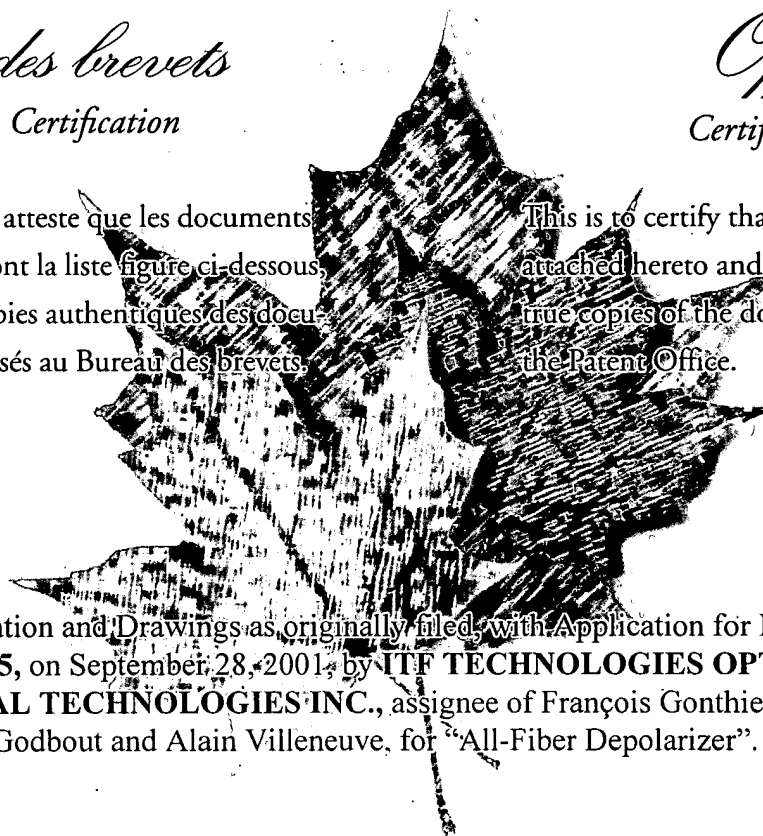 des brevets
Certification
Certif
atteste que les documents
ont la liste figure ci-dessous,
pies authentiques des docu-
sés au Bureau des brevets.
This is to certify tha
attached hereto and
true copies of the do
the Patent Office.
ation and Drawings as originally filed, with Application for
5, on September 28, 2001, by ITF TECHNOLOGIES OPT
AL TECHNOLOGIES INC., assignee of François Gonthie
Godbout and Alain Villeneuve, for “All-Fiber Depolarizer”.